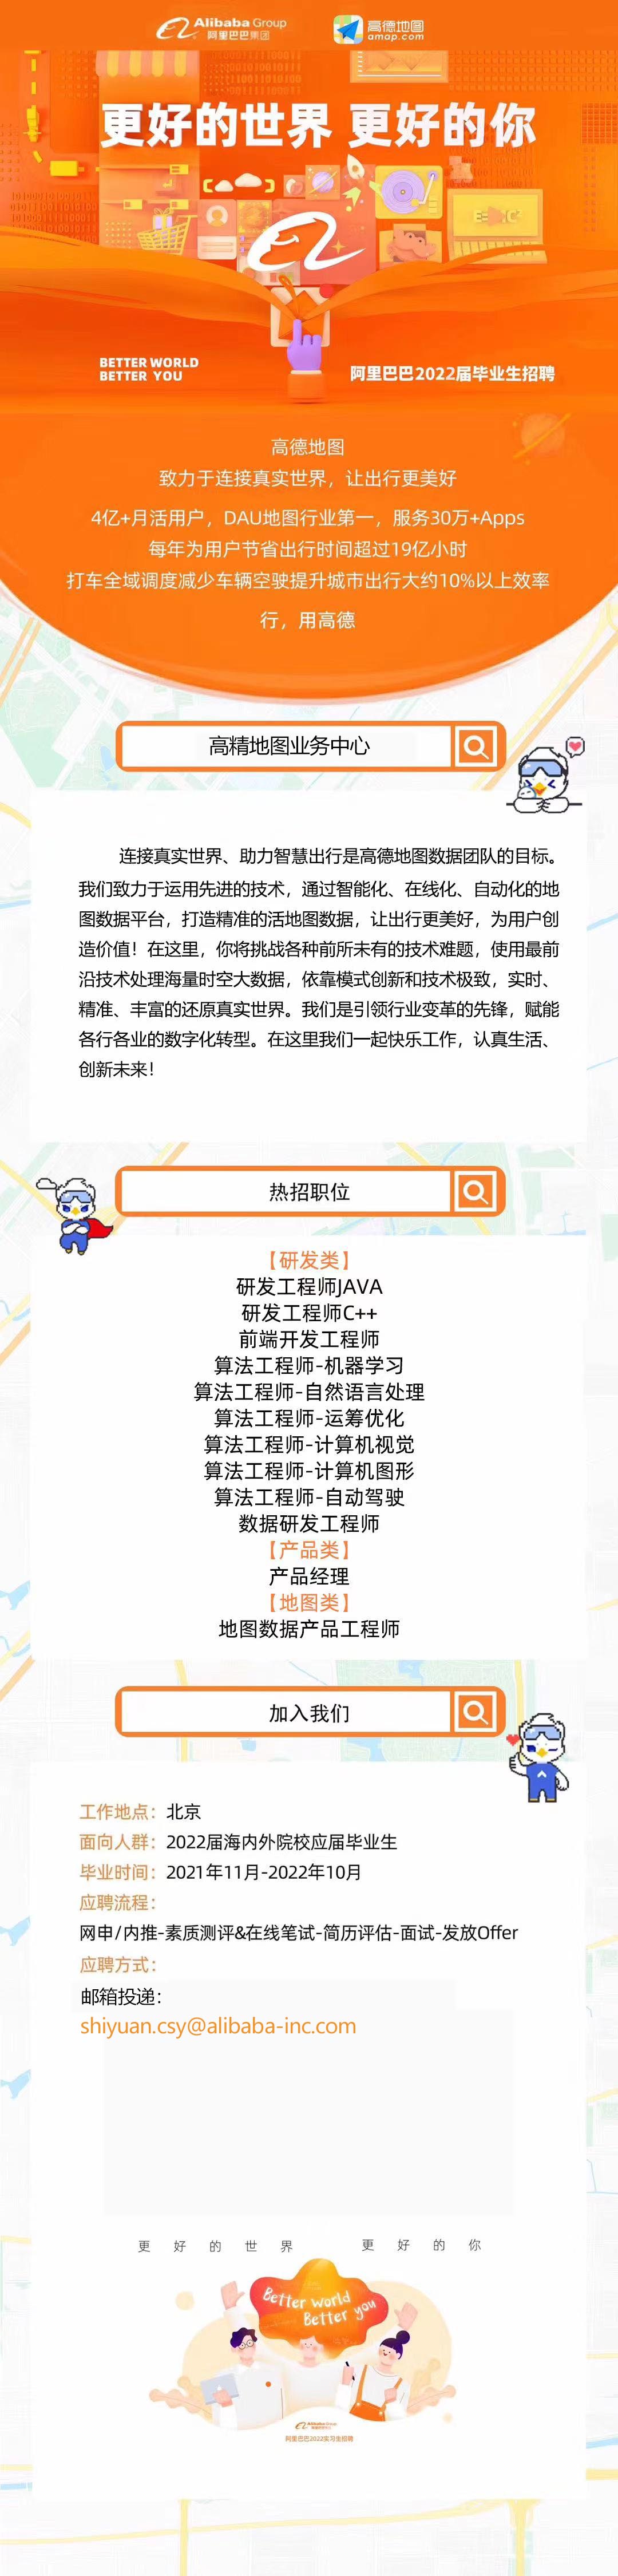 Alibaba Group
阿里巴巴集团
高德地图
amap.com
更好的世界 更好的你
BETTER WORLD
BETTER YOU
阿里巴巴2022届毕业生招聘
高德地图
致力于连接真实世界，让出行更美好
4亿+月活用户，DAU地图行业第一，服务30万+Apps
每年为用户节省出行时间超过19亿小时
打车全域调度减少车辆空驶提升城市出行大约10%以上效率
行，用高德
高精地图业务中心
连接真实世界、助力智慧出行是高德地图数据团队的目标。
我们致力于运用先进的技术，通过智能化、在线化、自动化的地
图数据平台，打造精准的活地图数据，让出行更美好，为用户创
造价值！在这里，你将挑战各种前所未有的技术难题，使用最前
沿技术处理海量时空大数据，依靠模式创新和技术极致，实时、
精准、丰富的还原真实世界。我们是引领行业变革的先锋，赋能
各行各业的数字化转型。在这里我们一起快乐工作，认真生活、
创新未来！
热招职位
【研发类】
研发工程师JAVA
研发工程师C++
前端开发工程师
算法工程师-机器学习
算法工程师-自然语言处理
算法工程师-运筹优化
算法工程师-计算机视觉
算法工程师-计算机图形
算法工程师-自动驾驶
数据研发工程师
【产品类】
产品经理
【地图类】
地图数据产品工程师
加入我们
工作地点：北京
面向人群：2022届海内外院校应届毕业生
毕业时间：2021年11月-2022年10月
应聘流程：
网申/内推-素质测评&在线笔试-简历评估-面试-发放Offer
应聘方式：
邮箱投递：
shiyuan.csy@alibaba-inc.com
更好的世界 更好的你
Better world
Better you
Alibaba Group
阿里巴巴2022实习生招聘